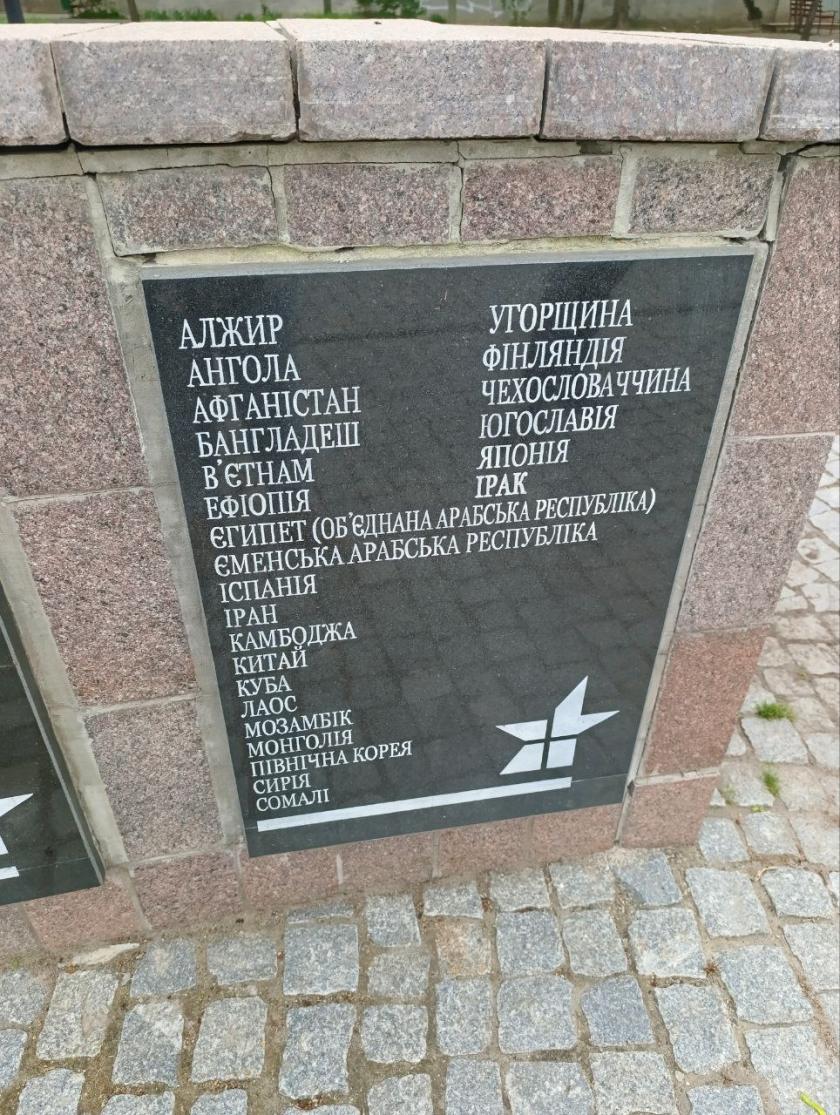 АЛЖИР
АНГОЛА
АФГАНІСТАН
БАНГЛАДЕШ
В'ЄТНАМ
ЕФІОПІЯ
ЄГИПЕТ (ОБ'ЄДНАНА АРАБСЬКА РЕСПУБЛІКА)
ЄМЕНСЬКА АРАБСЬКА РЕСПУБЛІКА
ІСПАНІЯ
ІРАН
КАМБОДЖА
КИТАЙ
КУБА
ЛАОС
МОЗАМБІК
МОНГОЛІЯ
ПІВНІЧНА КОРЕЯ
СИРІЯ
СОМАЛІ
УГОРЩИНА
ФІНЛЯНДІЯ
ЧЕХОСЛОВАЧЧИНА
ЮГОСЛАВІЯ
ЯПОНІЯ
ІРАК